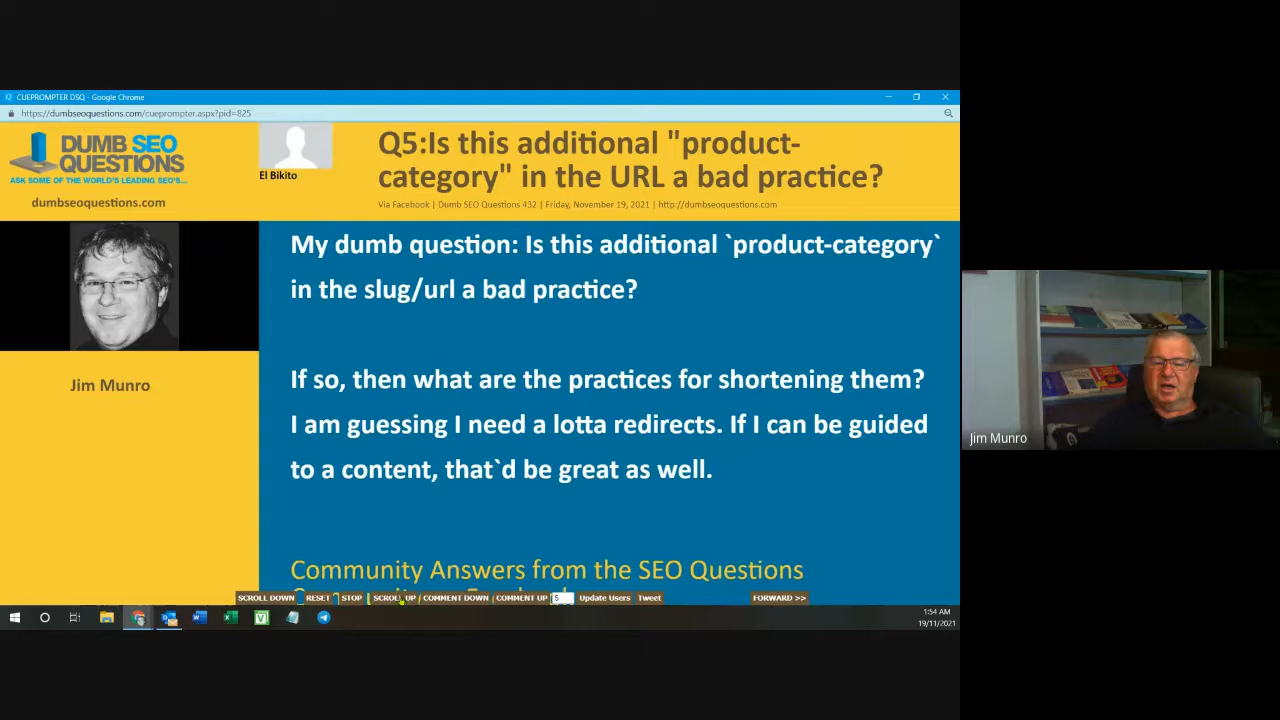 CUEPROMPTER DSQ - Google Chrome
https://dumbseoquestions.com/cueprompter.aspx?pid=825
DUMB SEO
QUESTIONS
ASK SOME OF THE WORLD'S LEADING SEO'S...
dumbseoquestions.com
El Bikito
Q5:Is this additional "product-
category" in the URL a bad practice?
Via Facebook | Dumb SEO Questions 432 | Friday, November 19, 2021 | http://dumbseoquestions.com
Jim Munro
My dumb question: Is this additional `product-category`
in the slug/url a bad practice?
If so, then what are the practices for shortening them?
I am guessing I need a lotta redirects. If I can be guided
to a content, that`d be great as well.
Community Answers from the SEO Questions
SCROLL DOWN RESET STOP SCROLL UP COMMENT DOWN COMMENT UP 5 Update Users Tweet FORWARD >>
1:54 AM
19/11/2021
Jim Munro